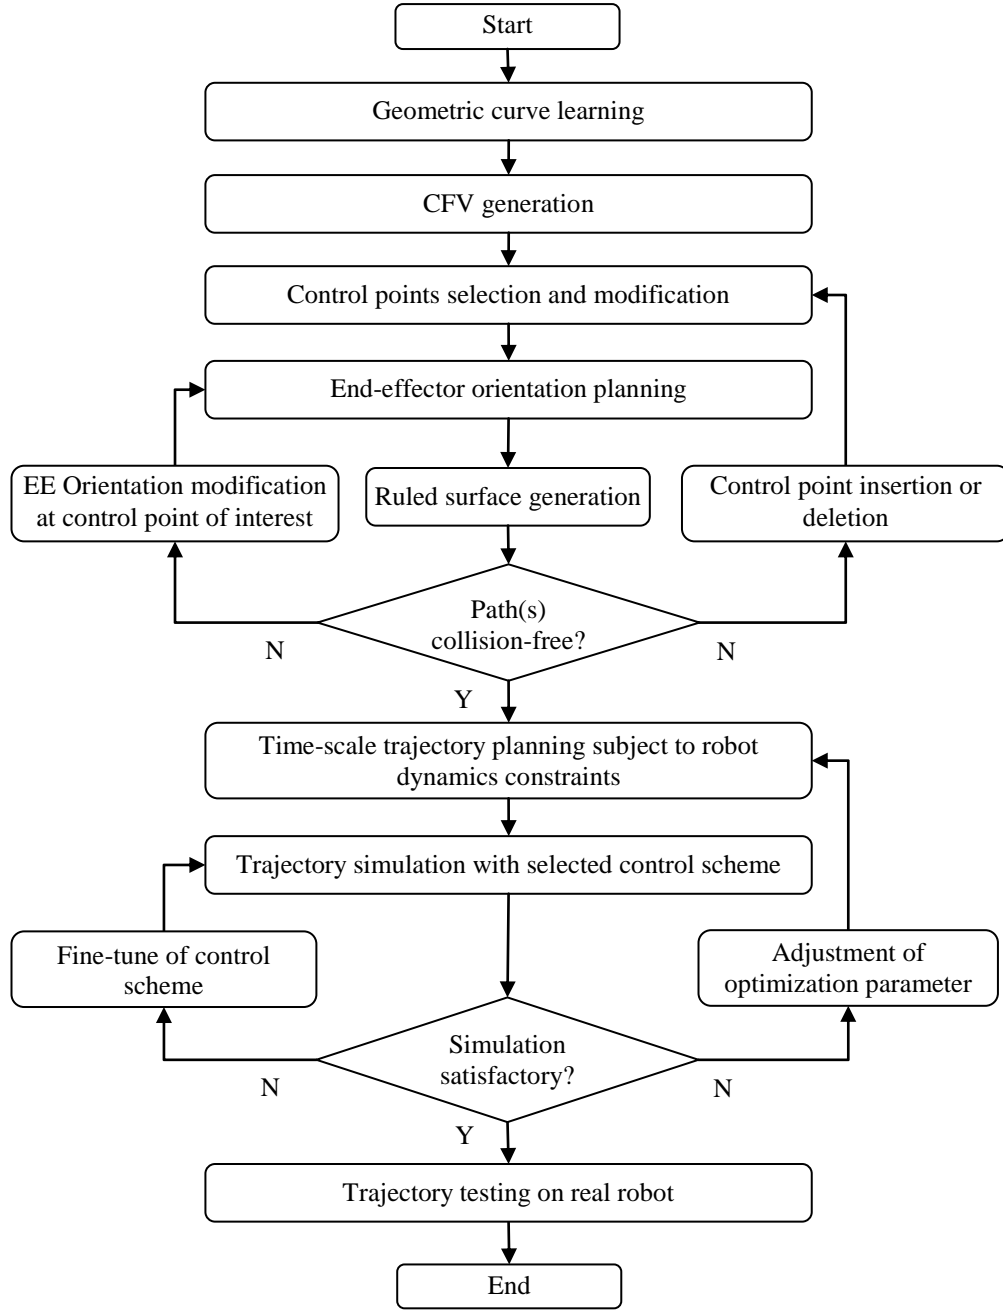 Start
Geometric curve learning
CFV generation
Control points selection and modification
End-effector orientation planning
EE Orientation modification
at control point of interest
Ruled surface generation
Control point insertion or
deletion
Path(s)
collision-free?
N
N
Y
Time-scale trajectory planning subject to robot
dynamics constraints
Trajectory simulation with selected control scheme
Fine-tune of control
scheme
Adjustment of
optimization parameter
Simulation
satisfactory?
N
N
Y
Trajectory testing on real robot
End